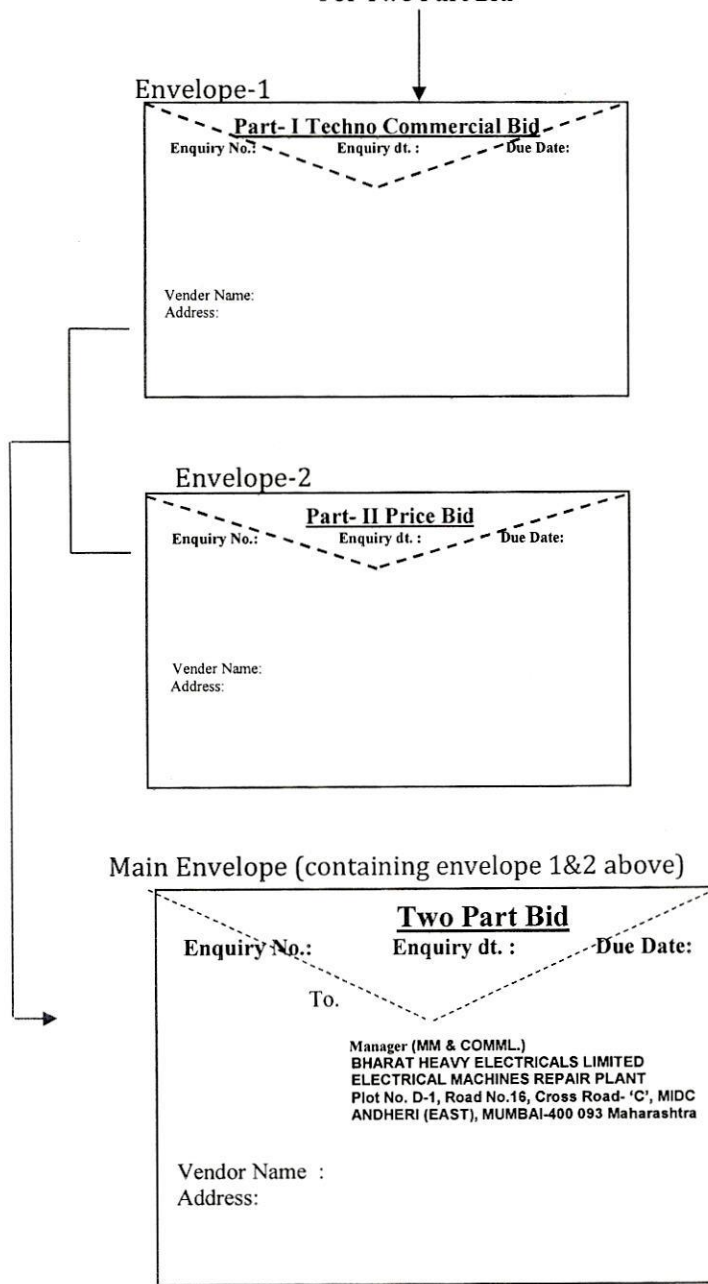 Envelope-1
Part- I Techno Commercial Bid
Enquiry No.: Enquiry dt. : Due Date:
Vender Name:
Address:
Envelope-2
Part- II Price Bid
Enquiry No.: Enquiry dt. : Due Date:
Vender Name:
Address:
Main Envelope (containing envelope 1&2 above)
Two Part Bid
Enquiry No.: Enquiry dt. : Due Date:
To.
Manager (MM & COMML.)
BHARAT HEAVY ELECTRICALS LIMITED
ELECTRICAL MACHINES REPAIR PLANT
Plot No. D-1, Road No.16, Cross Road- ‘C’, MIDC
ANDHERI (EAST), MUMBAI-400 093 Maharashtra
Vendor Name :
Address: